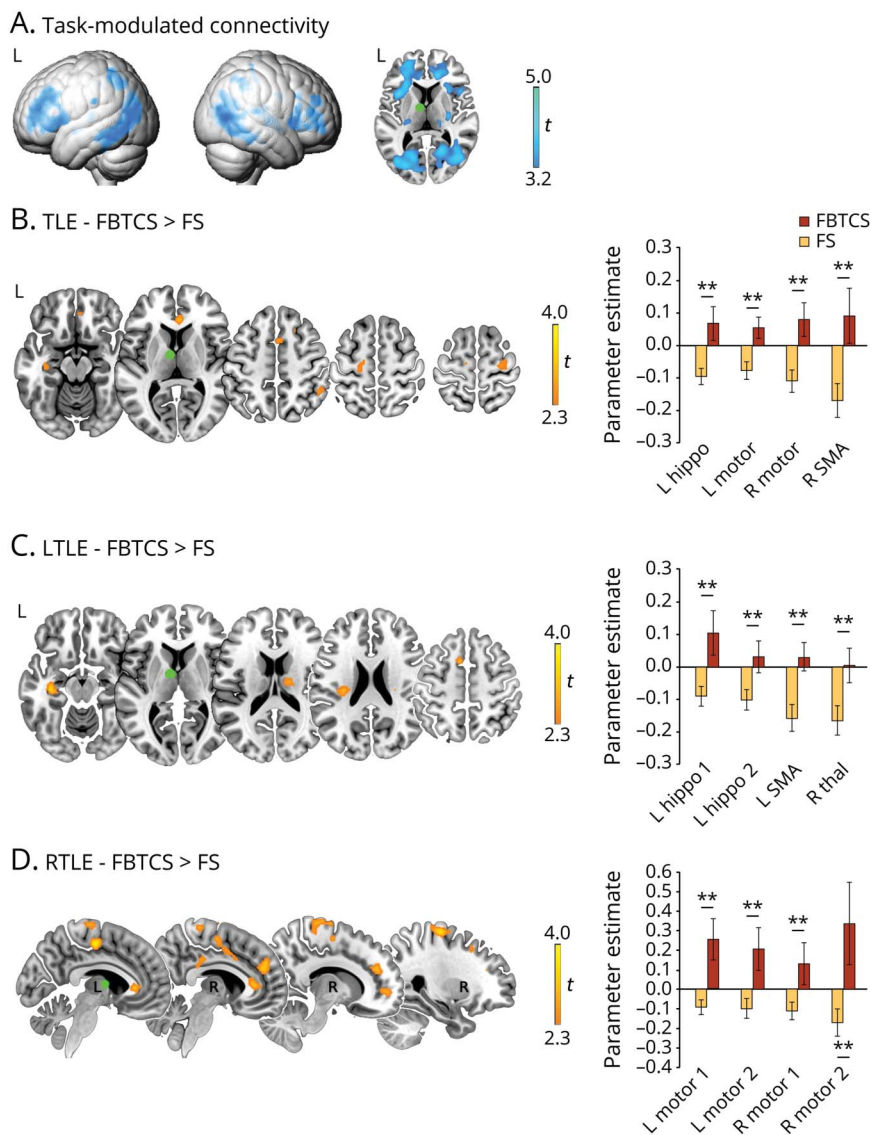 A. Task-modulated connectivity
L
5.0
t
3.2
B. TLE - FBTCS > FS
L
4.0
t
2.3
FBTCS
FS
Parameter estimate
0.3
0.2
0.1
0.0
–0.1
–0.2
–0.3
** ** ** **
L hippo
L motor
R motor
R SMA
C. LTLE - FBTCS > FS
L
4.0
t
2.3
Parameter estimate
0.3
0.2
0.1
0.0
–0.1
–0.2
–0.3
** ** ** **
L hippo 1
L hippo 2
L SMA
R thal
D. RTLE - FBTCS > FS
L R R R
4.0
t
2.3
Parameter estimate
0.6
0.5
0.4
0.3
0.2
0.1
0.0
–0.1
–0.2
–0.3
–0.4
** ** **
**
L motor 1
L motor 2
R motor 1
R motor 2